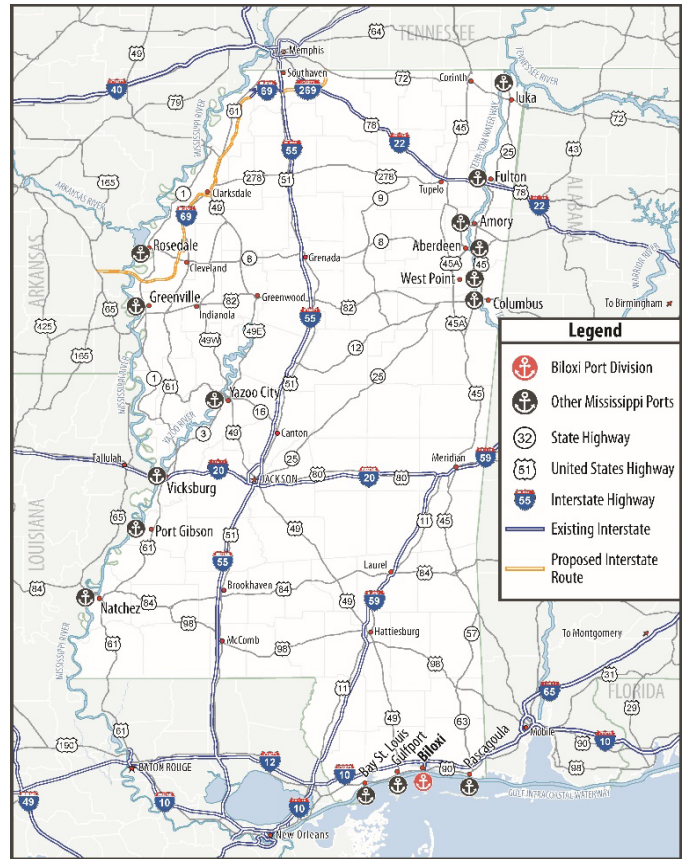 TENNESSEE
64
49
Memphis
Southaven
TENNESSEE RIVER
72
Corinth
40
69
269
Iuka
79
61
MISSISSIPPI RIVER
72
55
78
22
45
TENN-TOM WATERWAY
25
43
165
ARKANSAS RIVER
1
278
51
278
Fulton
Clarksdale
Tupelo
78
49
9
22
ALABAMA
69
Amory
Rosedale
8
8
Aberdeen
WARRIOR RIVER
Cleveland
Grenada
45A
45
ARKANSAS
West Point
65
Greenville
82
Greenwood
82
Columbus
To Birmingham
Indianola
49E
55
45A
425
49W
165
12
Legend
Biloxi Port Division
Other Mississippi Ports
32
State Highway
51
United States Highway
55
Interstate Highway
Existing Interstate
Proposed Interstate
Route
MISSISSIPPI RIVER
1
61
51
25
45
YAZOO RIVER
Yazoo City
16
3
49
Canton
Tallulah
25
Meridian
59
20
80
20
80
Vicksburg
JACKSON
LOUISIANA
65
Port Gibson
49
11
45
61
51
55
Laurel
84
84
Brookhaven
84
Natchez
84
49
59
98
McComb
98
Hattiesburg
57
To Montgomery
MISSISSIPPI RIVER
61
98
31
11
65
FLORIDA
49
63
29
61
Bay St. Louis
Gulfport
Biloxi
Pascagoula
Mobile
190
12
90
90
10
BATON ROUGE
10
98
49
10
10
GULF INTRACOASTAL WATERWAY
New Orleans